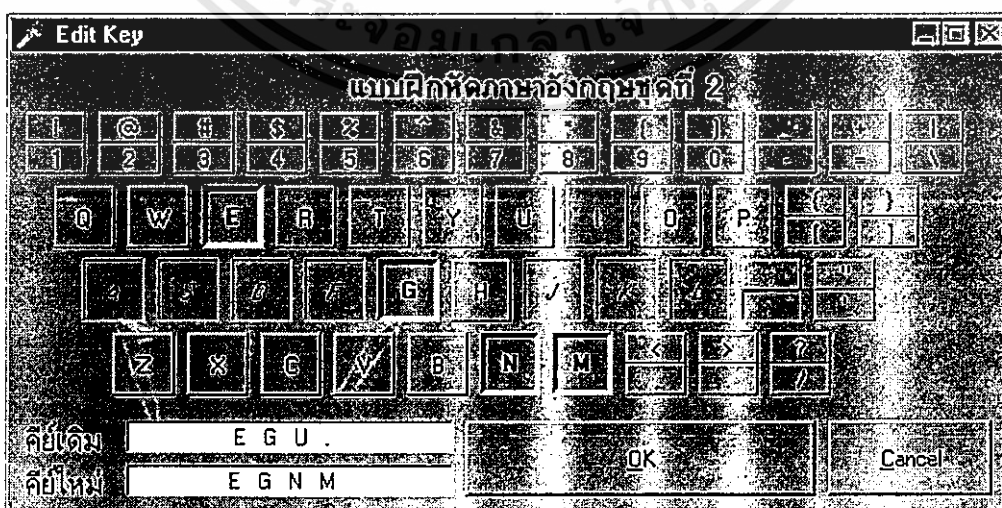 Edit Key
แบบฝึกหัดภาษาอังกฤษชุดที่ 2
! @ # $ % ^ & * ( ) _ + |
1 2 3 4 5 6 7 8 9 0 - = \
Q W E R T Y U I O P { }
[ ]
A S D F G H J K L "
Z X C V B N M < > ?
/
คีย์เดิม E G U .
คีย์ใหม่ E G N M
OK Cancel